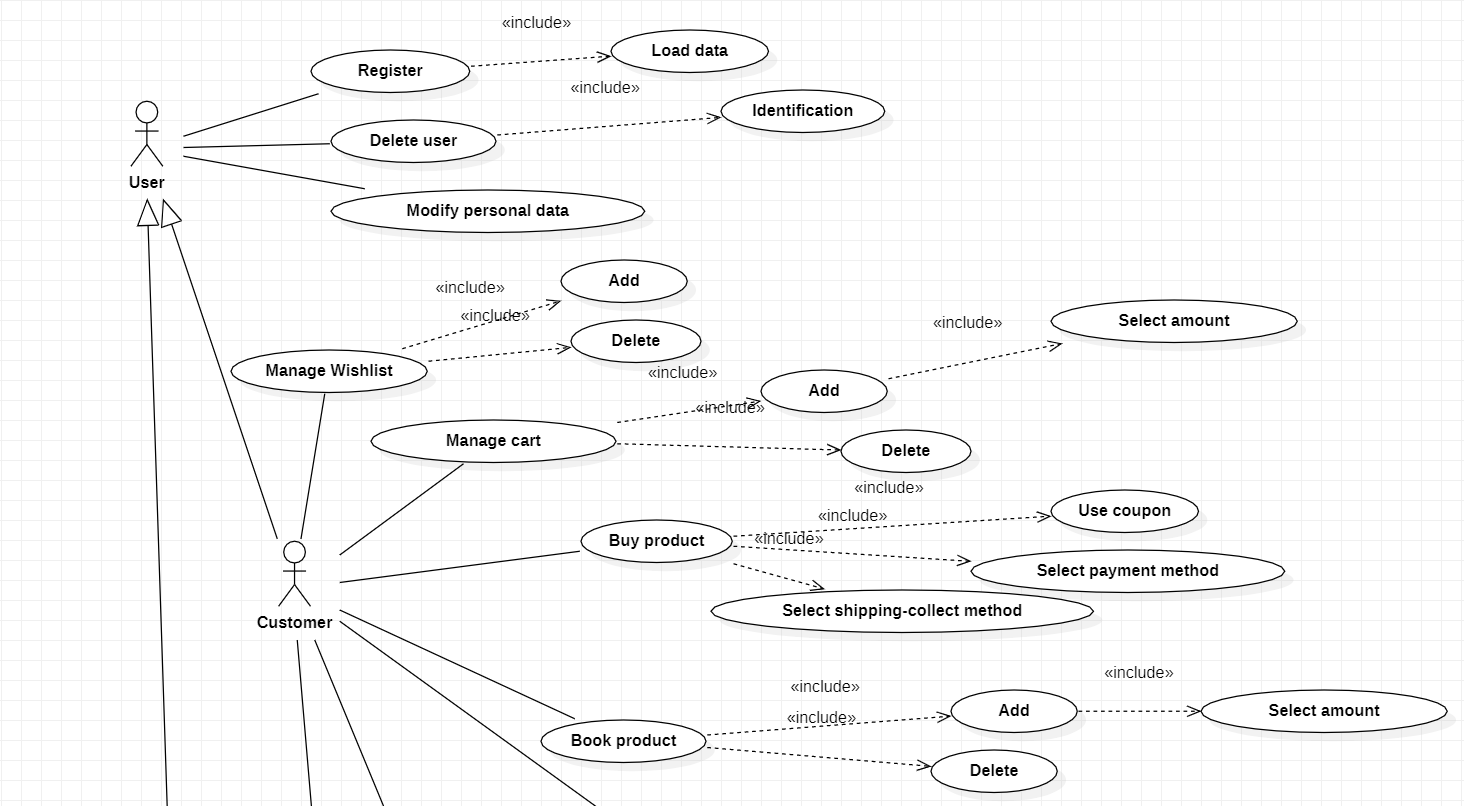 «include»
Load data
Register
«include»
Identification
Delete user
User
Modify personal data
Add
«include»
«include»
Select amount
«include»
Delete
Manage Wishlist
«include»
Add
«include»
Manage cart
Delete
«include»
Use coupon
«include»
«include»
Buy product
Select payment method
Select shipping-collect method
Customer
«include»
«include»
Add
Select amount
«include»
Book product
Delete